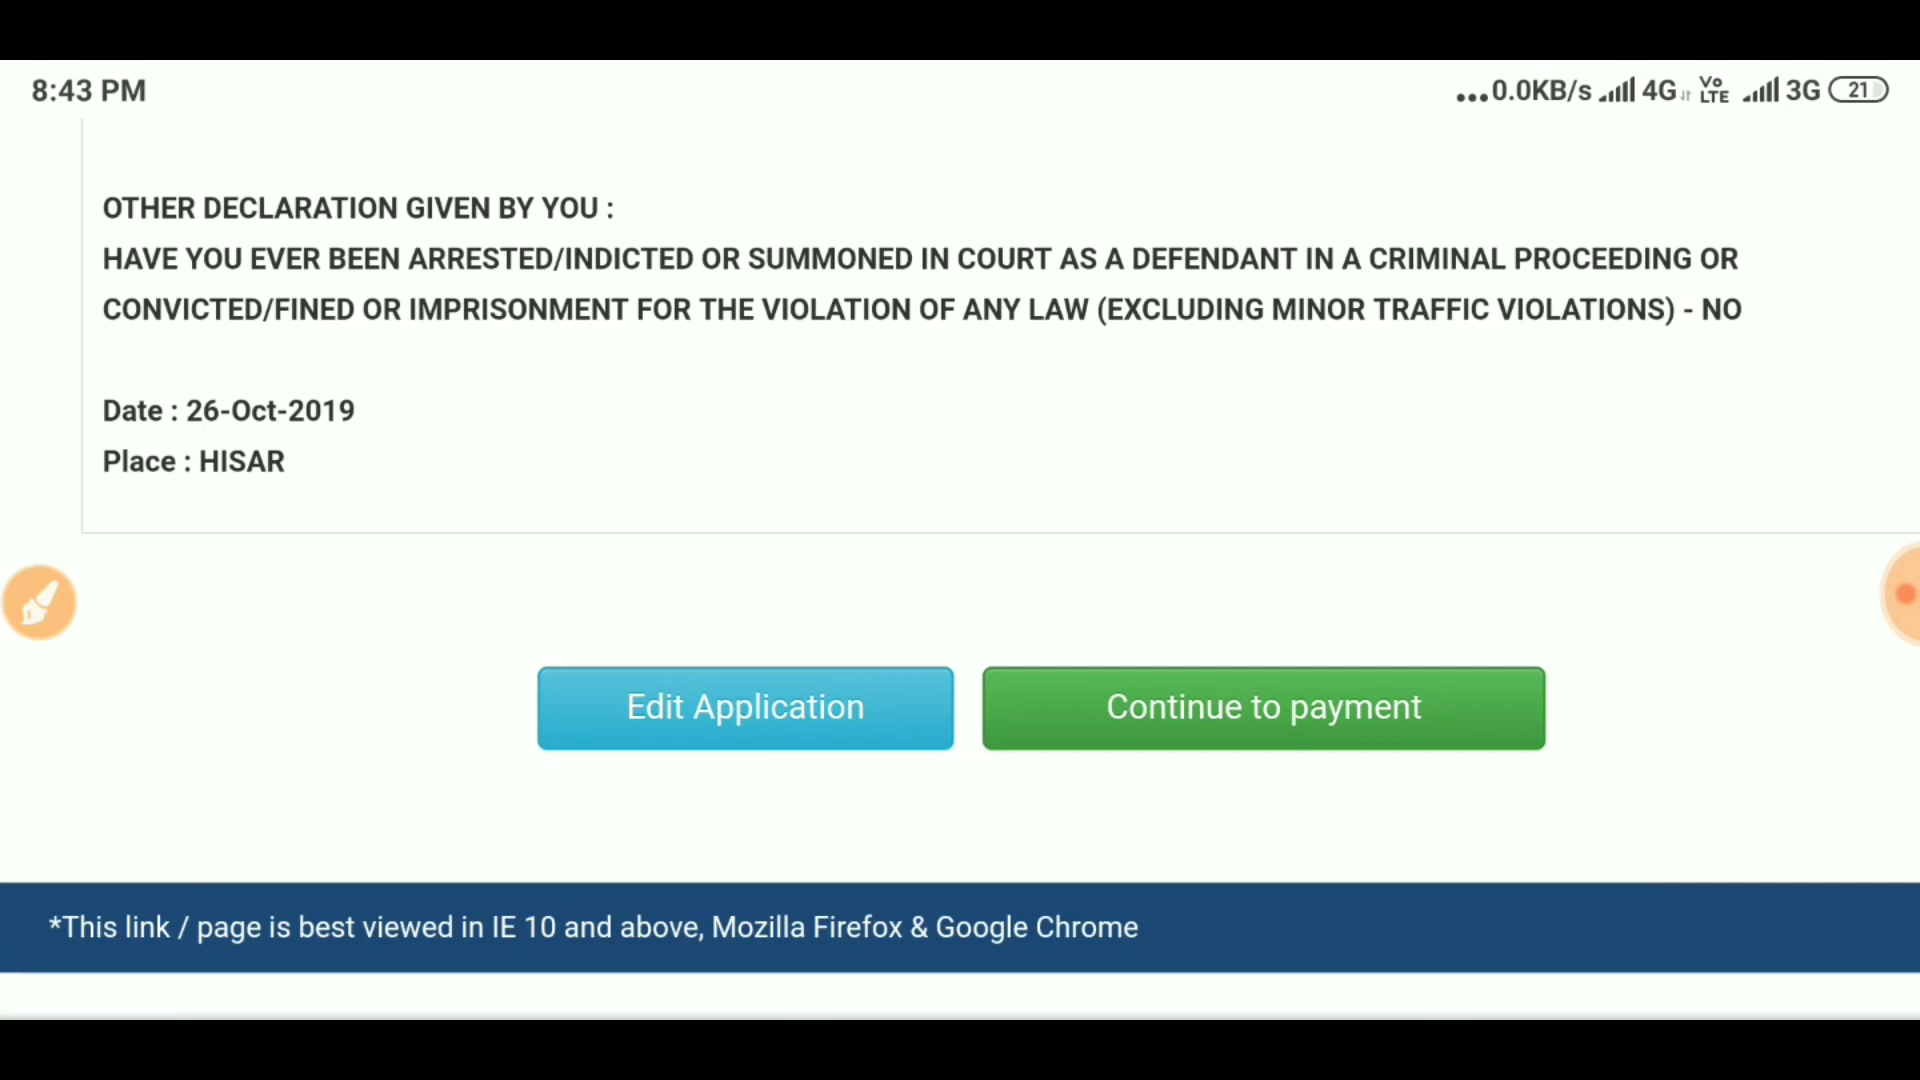 8:43 PM
...0.0KB/s 4G Vo LTE 3G 21
OTHER DECLARATION GIVEN BY YOU :
HAVE YOU EVER BEEN ARRESTED/INDICTED OR SUMMONED IN COURT AS A DEFENDANT IN A CRIMINAL PROCEEDING OR
CONVICTED/FINED OR IMPRISONMENT FOR THE VIOLATION OF ANY LAW (EXCLUDING MINOR TRAFFIC VIOLATIONS) - NO
Date : 26-Oct-2019
Place : HISAR
Edit Application
Continue to payment
*This link / page is best viewed in IE 10 and above, Mozilla Firefox & Google Chrome